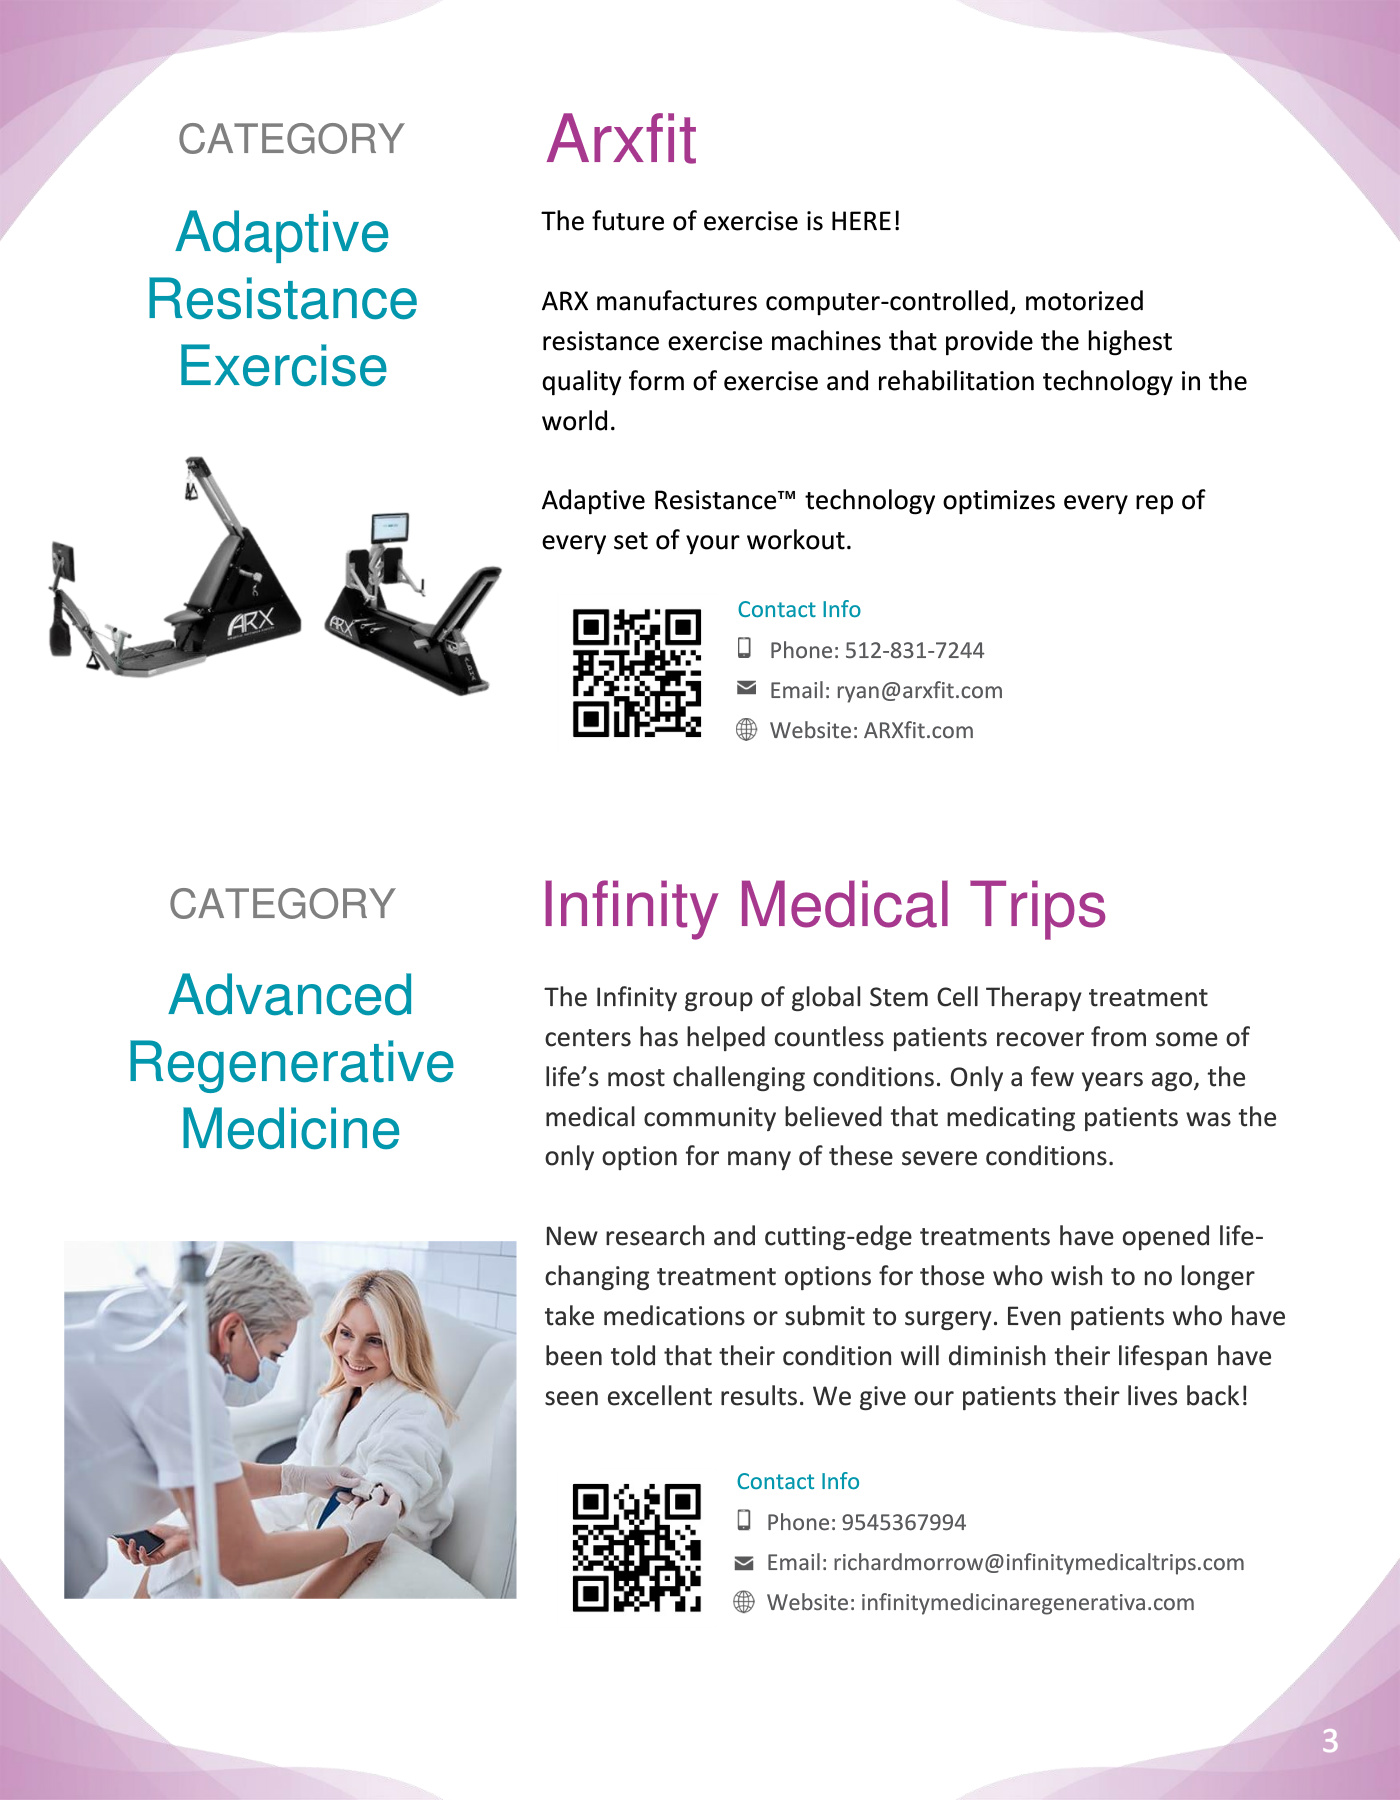 CATEGORY
Adaptive
Resistance
Exercise
ARX
ARX
Arxfit
The future of exercise is HERE!
ARX manufactures computer-controlled, motorized
resistance exercise machines that provide the highest
quality form of exercise and rehabilitation technology in the
world.
Adaptive Resistance™ technology optimizes every rep of
every set of your workout.
Contact Info
Phone: 512-831-7244
Email: ryan@arxfit.com
Website: ARXfit.com
CATEGORY
Advanced
Regenerative
Medicine
Infinity Medical Trips
The Infinity group of global Stem Cell Therapy treatment
centers has helped countless patients recover from some of
life’s most challenging conditions. Only a few years ago, the
medical community believed that medicating patients was the
only option for many of these severe conditions.
New research and cutting-edge treatments have opened life-
changing treatment options for those who wish to no longer
take medications or submit to surgery. Even patients who have
been told that their condition will diminish their lifespan have
seen excellent results. We give our patients their lives back!
Contact Info
Phone: 9545367994
Email: richardmorrow@infinitymedicaltrips.com
Website: infinitymedicinaregenerativa.com
3